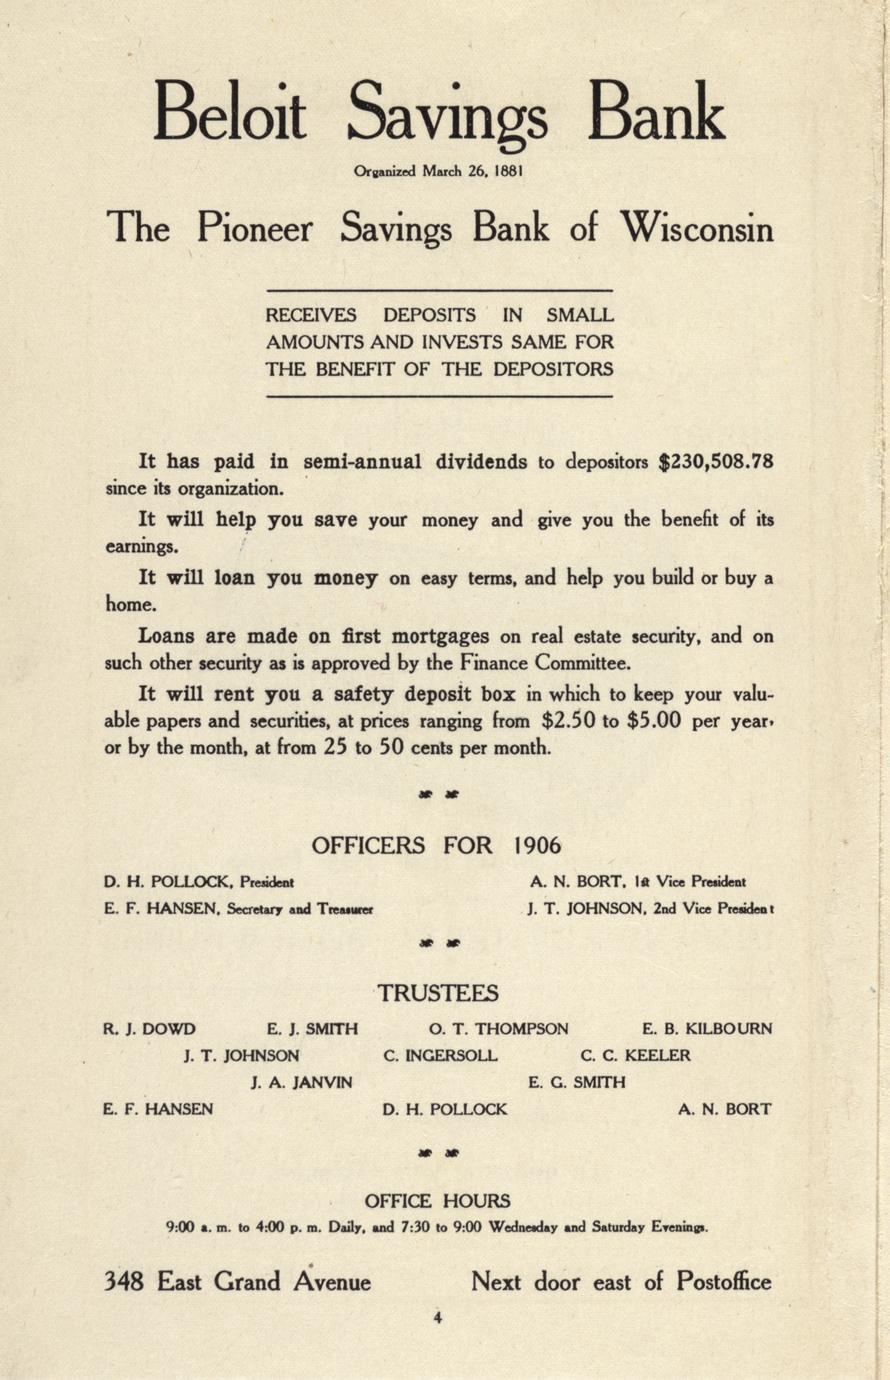 Beloit Savings Bank
Organized March 26, 1881
The Pioneer Savings Bank of Wisconsin
RECEIVES DEPOSITS IN SMALL
AMOUNTS AND INVESTS SAME FOR
THE BENEFIT OF THE DEPOSITORS
It has paid in semi-annual dividends to depositors $230,508.78
since its organization.
It will help you save your money and give you the benefit of its
earnings.
It will loan you money on easy terms, and help you build or buy a
home.
Loans are made on first mortgages on real estate security, and on
such other security as is approved by the Finance Committee.
It will rent you a safety deposit box in which to keep your valu-
able papers and securities, at prices ranging from $2.50 to $5.00 per year,
or by the month, at from 25 to 50 cents per month.
OFFICERS FOR 1906
D. H. POLLOCK, President A. N. BORT, 1st Vice President
E. F. HANSEN, Secretary and Treasurer J. T. JOHNSON, 2nd Vice President
TRUSTEES
R. J. DOWD E. J. SMITH O. T. THOMPSON E. B. KILBOURN
J. T. JOHNSON C. INGERSOLL C. C. KEELER
J. A. JANVIN E. G. SMITH
E. F. HANSEN D. H. POLLOCK A. N. BORT
OFFICE HOURS
9:00 a. m. to 4:00 p. m. Daily, and 7:30 to 9:00 Wednesday and Saturday Evenings.
348 East Grand Avenue Next door east of Postoffice
4